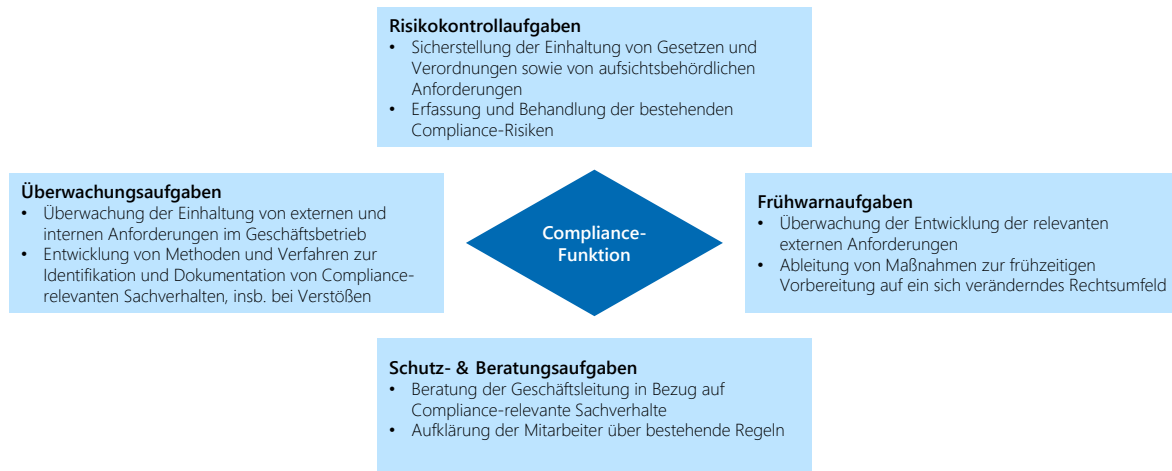 Risikokontrollaufgaben
• Sicherstellung der Einhaltung von Gesetzen und
Verordnungen sowie von aufsichtsbehördlichen
Anforderungen
• Erfassung und Behandlung der bestehenden
Compliance-Risiken
Überwachungsaufgaben
• Überwachung der Einhaltung von externen und
internen Anforderungen im Geschäftsbetrieb
• Entwicklung von Methoden und Verfahren zur
Identifikation und Dokumentation von Compliance-
relevanten Sachverhalten, insb. bei Verstößen
Compliance-
Funktion
Frühwarnaufgaben
• Überwachung der Entwicklung der relevanten
externen Anforderungen
• Ableitung von Maßnahmen zur frühzeitigen
Vorbereitung auf ein sich veränderndes Rechtsumfeld
Schutz- & Beratungsaufgaben
• Beratung der Geschäftsleitung in Bezug auf
Compliance-relevante Sachverhalte
• Aufklärung der Mitarbeiter über bestehende Regeln